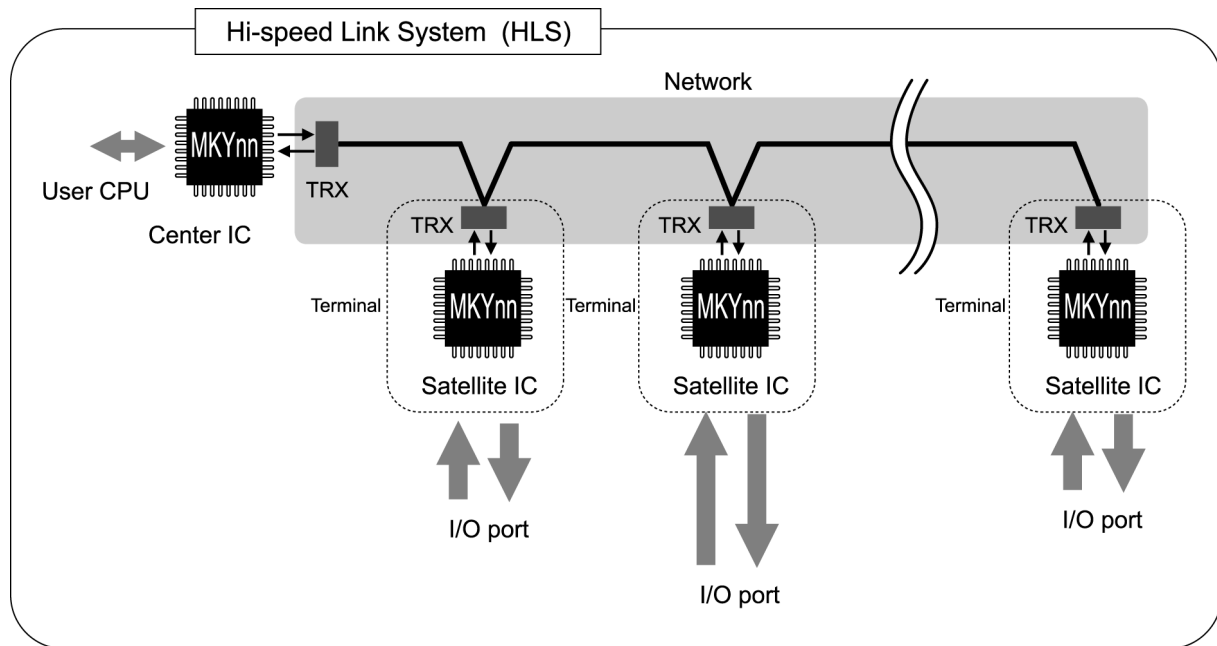 Hi-speed Link System (HLS)
Network
MKYnn
User CPU
TRX
Center IC
TRX
TRX
TRX
Terminal
MKYnn
Terminal
MKYnn
Terminal
MKYnn
Satellite IC
Satellite IC
Satellite IC
I/O port
I/O port
I/O port